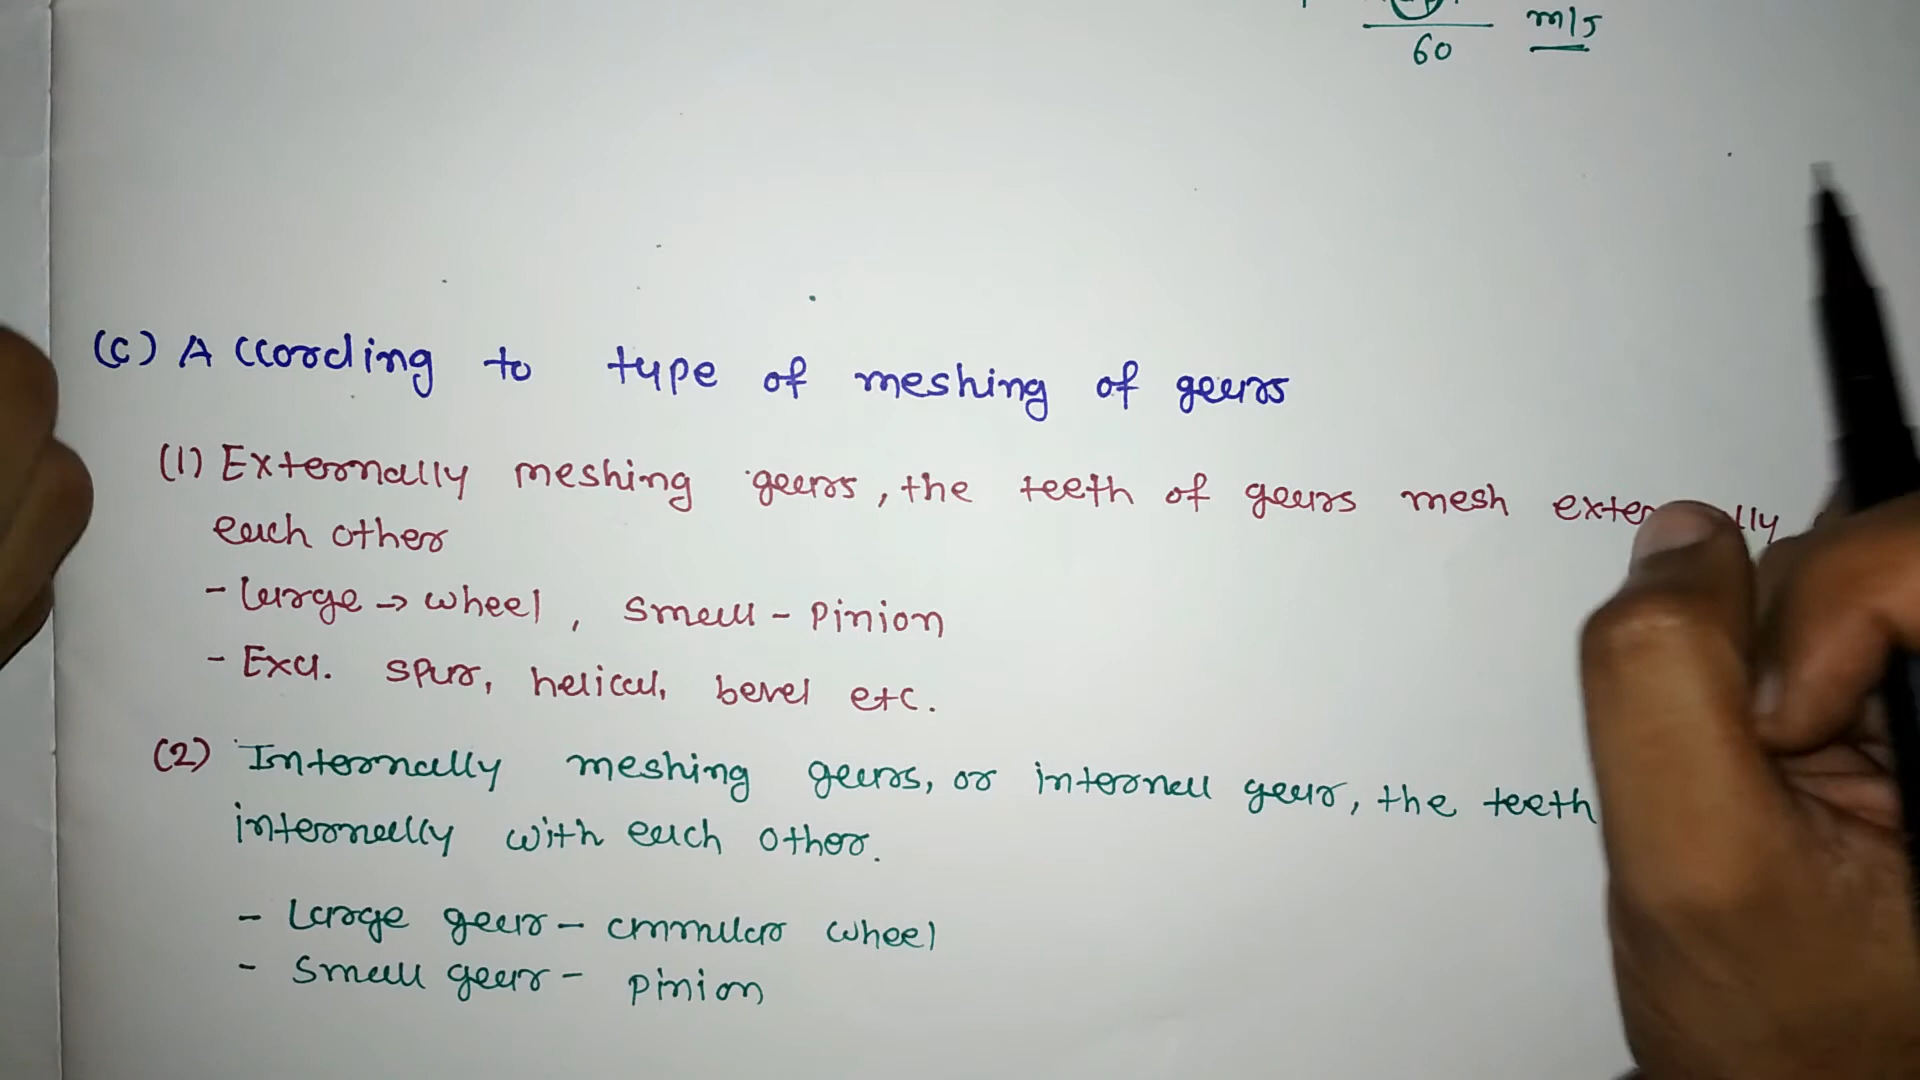 60 m/s
(C) According to type of meshing of gears
(1) Externally meshing gears, the teeth of gears mesh
each other
- Large → wheel, small - Pinion
- Exa. spur, helical, bevel etc.
(2) Internally meshing gears, or internal gear, the teeth
internally with each other.
- Large gear - annular wheel
- Small gear - pinion